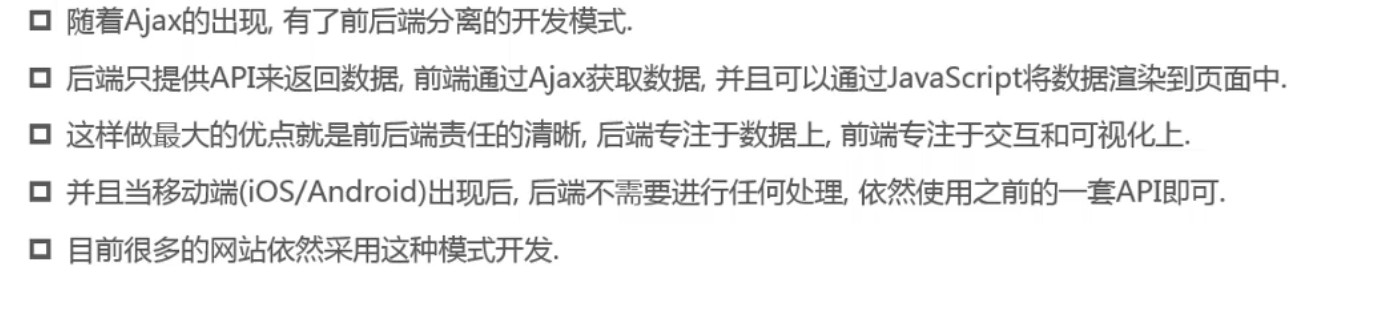 随着Ajax的出现, 有了前后端分离的开发模式.
后端只提供API来返回数据, 前端通过Ajax获取数据, 并且可以通过JavaScript将数据渲染到页面中.
这样做最大的优点就是前后端责任的清晰, 后端专注于数据上, 前端专注于交互和可视化上.
并且当移动端(iOS/Android)出现后, 后端不需要进行任何处理, 依然使用之前的一套API即可.
目前很多的网站依然采用这种模式开发.